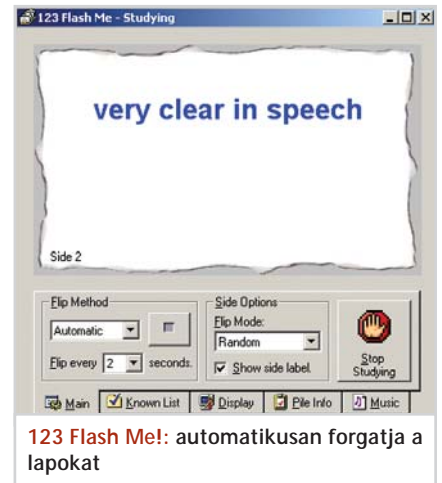 123 Flash Me - Studying
very clear in speech
Side 2
Flip Method
Automatic
Flip every 2 seconds.
Side Options
Flip Mode:
Random
Show side label.
Stop
Studying
Main Known List Display Pile Info Music
123 Flash Me!: automatikusan forgatja a
lapokat